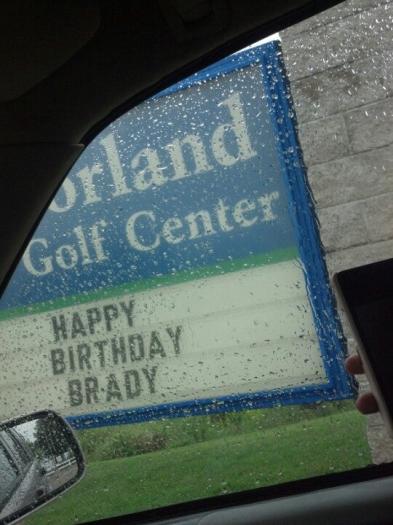 orland
Golf Center
HAPPY
BIRTHDAY
BRADY